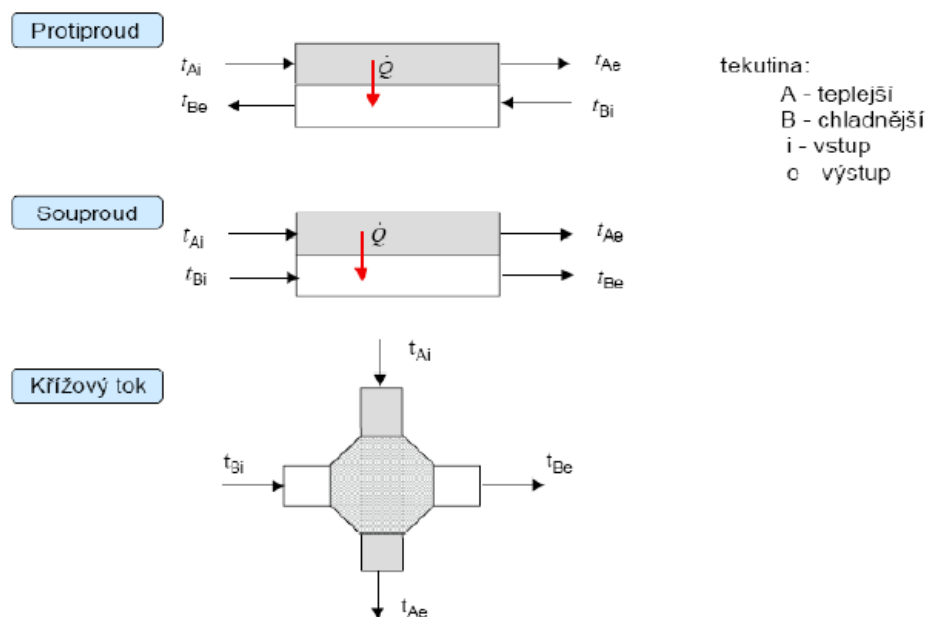 Protiproud
tAi
Q̇
tAe
tBe
tBi
tekutina:
A - teplejší
B - chladnější
i - vstup
o výstup
Souproud
tAi
Q̇
tAe
tBi
tBe
Křížový tok
tAi
tBi
tBe
tAe